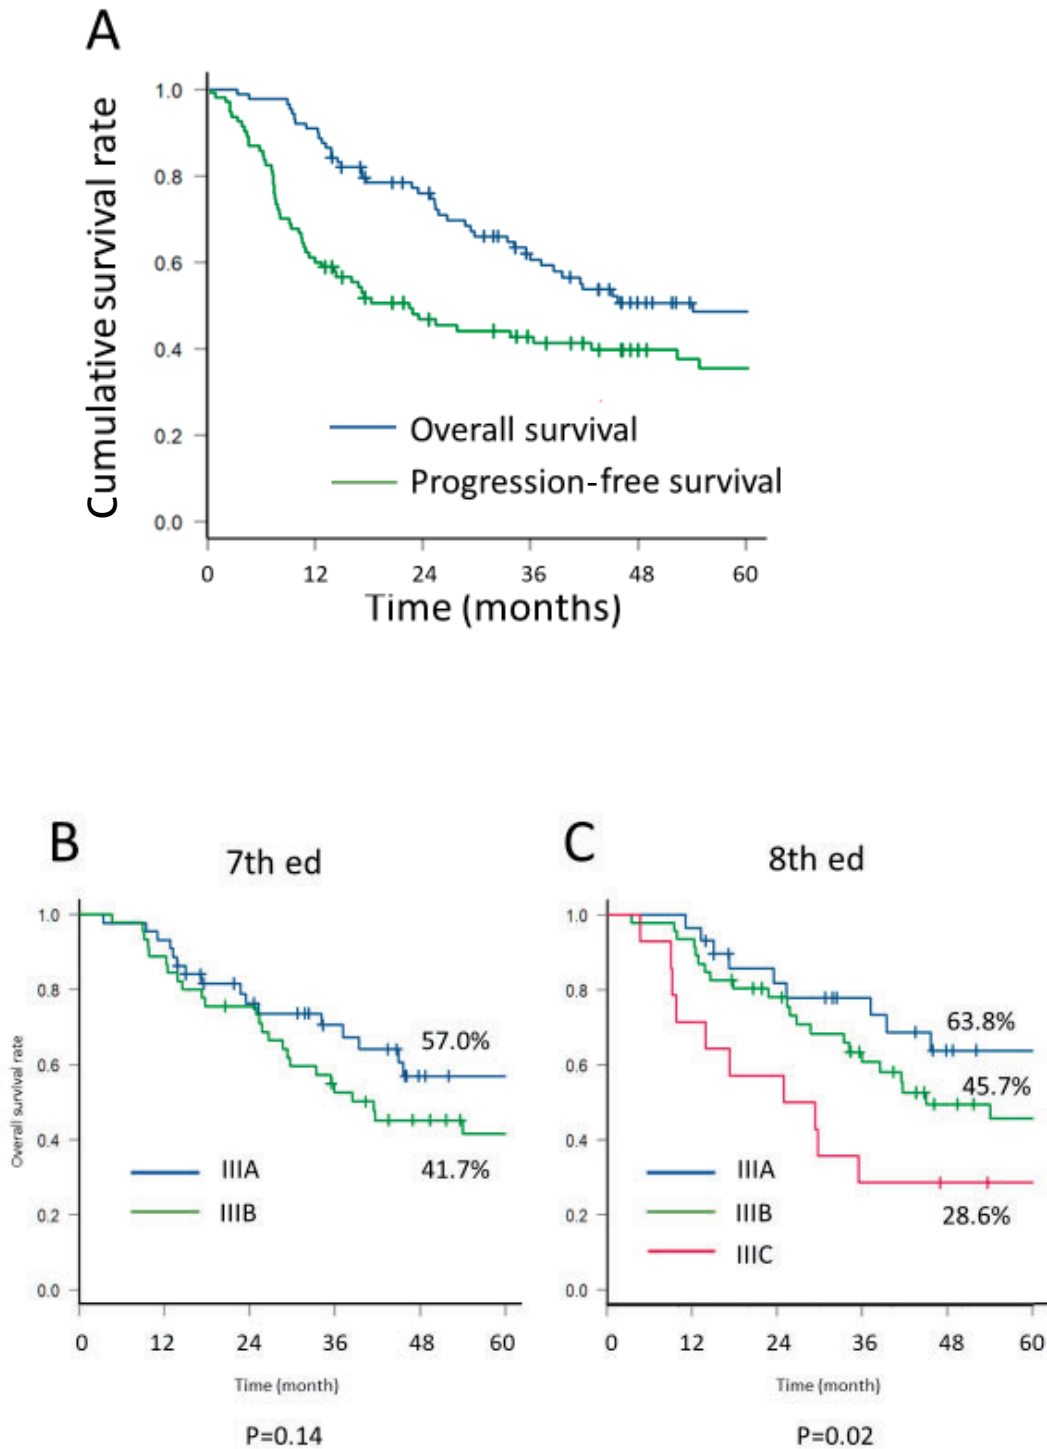 A
Cumulative survival rate
1.0
0.8
0.6
0.4
0.2
0.0
Overall survival
Progression-free survival
0 12 24 36 48 60
Time (months)
B
7th ed
Overall survival rate
1.0
0.8
0.6
0.4
0.2
0.0
57.0%
41.7%
IIIA
IIIB
0 12 24 36 48 60
Time (month)
P=0.14
C
8th ed
1.0
0.8
0.6
0.4
0.2
0.0
63.8%
45.7%
28.6%
IIIA
IIIB
IIIC
0 12 24 36 48 60
Time (month)
P=0.02